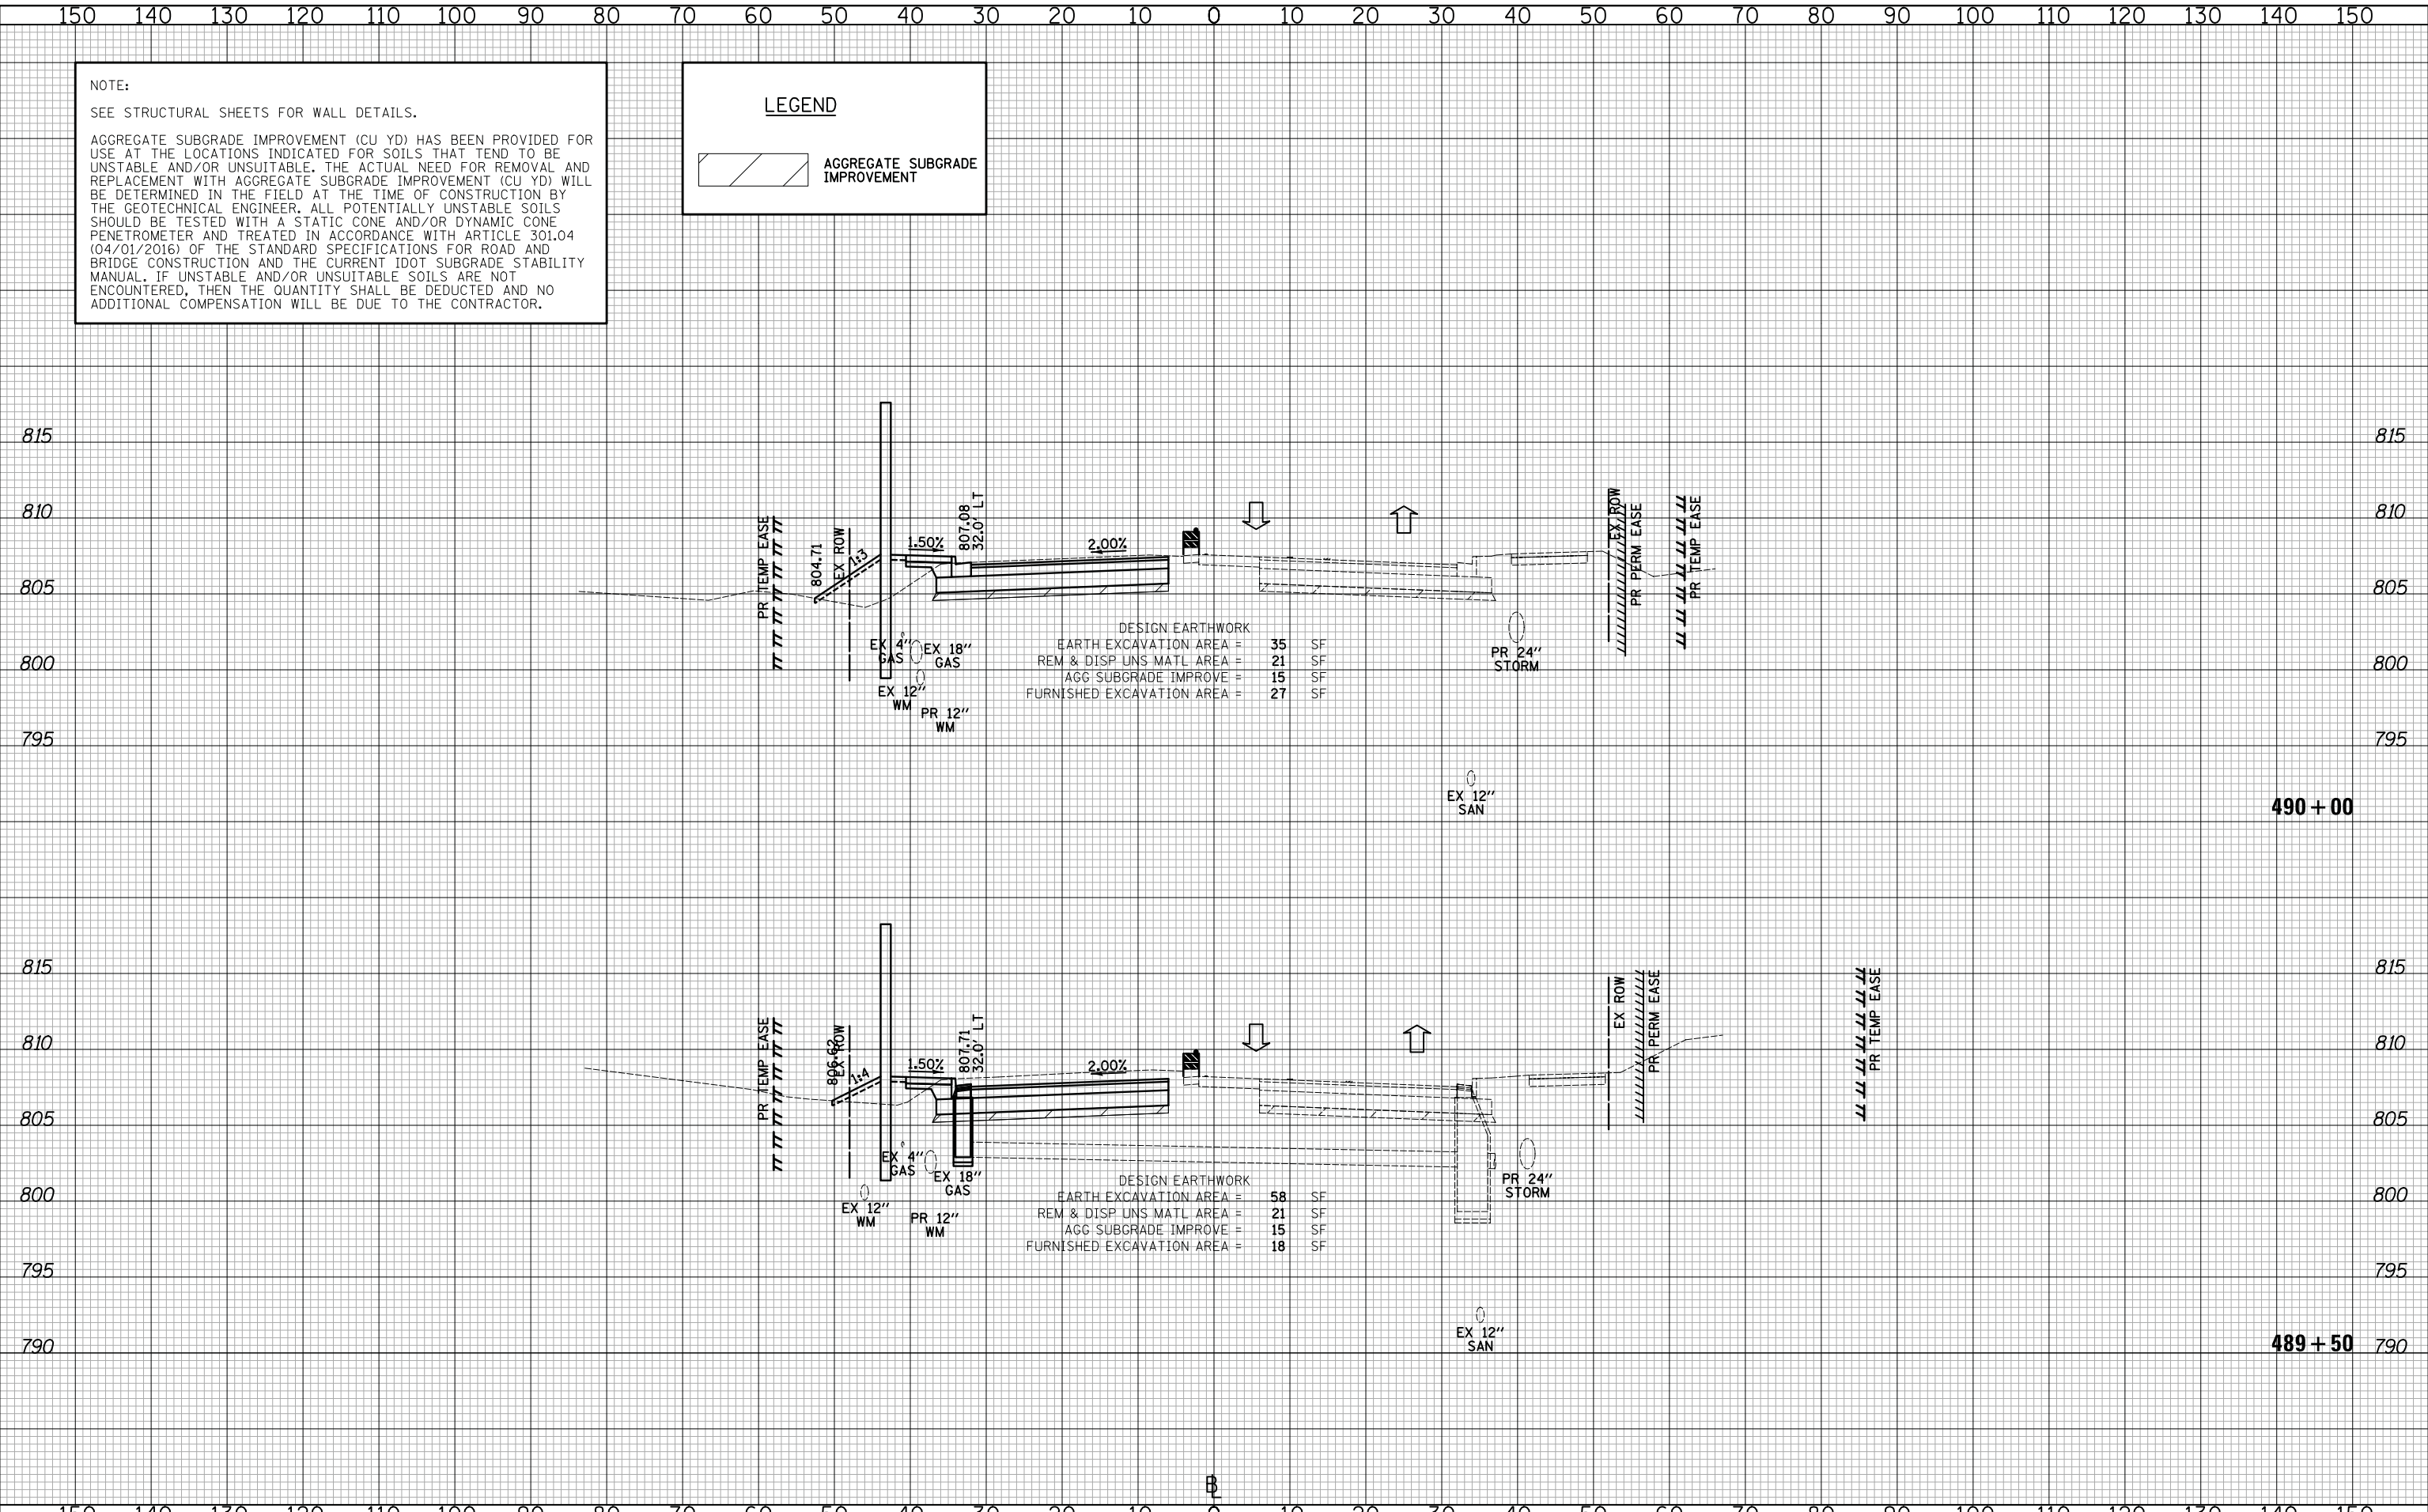 150 140 130 120 110 100 90 80 70 60 50 40 30 20 10 0 10 20 30 40 50 60 70 80 90 100 110 120 130 140 150
NOTE:
SEE STRUCTURAL SHEETS FOR WALL DETAILS.
AGGREGATE SUBGRADE IMPROVEMENT (CU YD) HAS BEEN PROVIDED FOR
USE AT THE LOCATIONS INDICATED FOR SOILS THAT TEND TO BE
UNSTABLE AND/OR UNSUITABLE. THE ACTUAL NEED FOR REMOVAL AND
REPLACEMENT WITH AGGREGATE SUBGRADE IMPROVEMENT (CU YD) WILL
BE DETERMINED IN THE FIELD AT THE TIME OF CONSTRUCTION BY
THE GEOTECHNICAL ENGINEER. ALL POTENTIALLY UNSTABLE SOILS
SHOULD BE TESTED WITH A STATIC CONE AND/OR DYNAMIC CONE
PENETROMETER AND TREATED IN ACCORDANCE WITH ARTICLE 301.04
(04/01/2016) OF THE STANDARD SPECIFICATIONS FOR ROAD AND
BRIDGE CONSTRUCTION AND THE CURRENT IDOT SUBGRADE STABILITY
MANUAL. IF UNSTABLE AND/OR UNSUITABLE SOILS ARE NOT
ENCOUNTERED, THEN THE QUANTITY SHALL BE DEDUCTED AND NO
ADDITIONAL COMPENSATION WILL BE DUE TO THE CONTRACTOR.
LEGEND
AGGREGATE SUBGRADE
IMPROVEMENT
815
815
810
810
805
805
800
800
795
795
PR TEMP EASE
804.71
EX ROW
1:3
1.50%
807.08
32.0' LT
2.00%
EX ROW
PR PERM EASE
PR TEMP EASE
EX 4"
GAS
EX 18"
GAS
EX 12"
WM
PR 12"
WM
DESIGN EARTHWORK
EARTH EXCAVATION AREA = 35 SF
REM & DISP UNS MATL AREA = 21 SF
AGG SUBGRADE IMPROVE = 15 SF
FURNISHED EXCAVATION AREA = 27 SF
PR 24"
STORM
EX 12"
SAN
490+00
815
815
810
810
805
805
800
800
795
795
790
790
PR TEMP EASE
806.62
EX ROW
1:4
1.50%
807.71
32.0' LT
2.00%
EX ROW
PR PERM EASE
PR TEMP EASE
EX 4"
GAS
EX 18"
GAS
EX 12"
WM
PR 12"
WM
DESIGN EARTHWORK
EARTH EXCAVATION AREA = 58 SF
REM & DISP UNS MATL AREA = 21 SF
AGG SUBGRADE IMPROVE = 15 SF
FURNISHED EXCAVATION AREA = 18 SF
PR 24"
STORM
EX 12"
SAN
489+50
BL
150 140 130 120 110 100 90 80 70 60 50 40 30 20 10 0 10 20 30 40 50 60 70 80 90 100 110 120 130 140 150